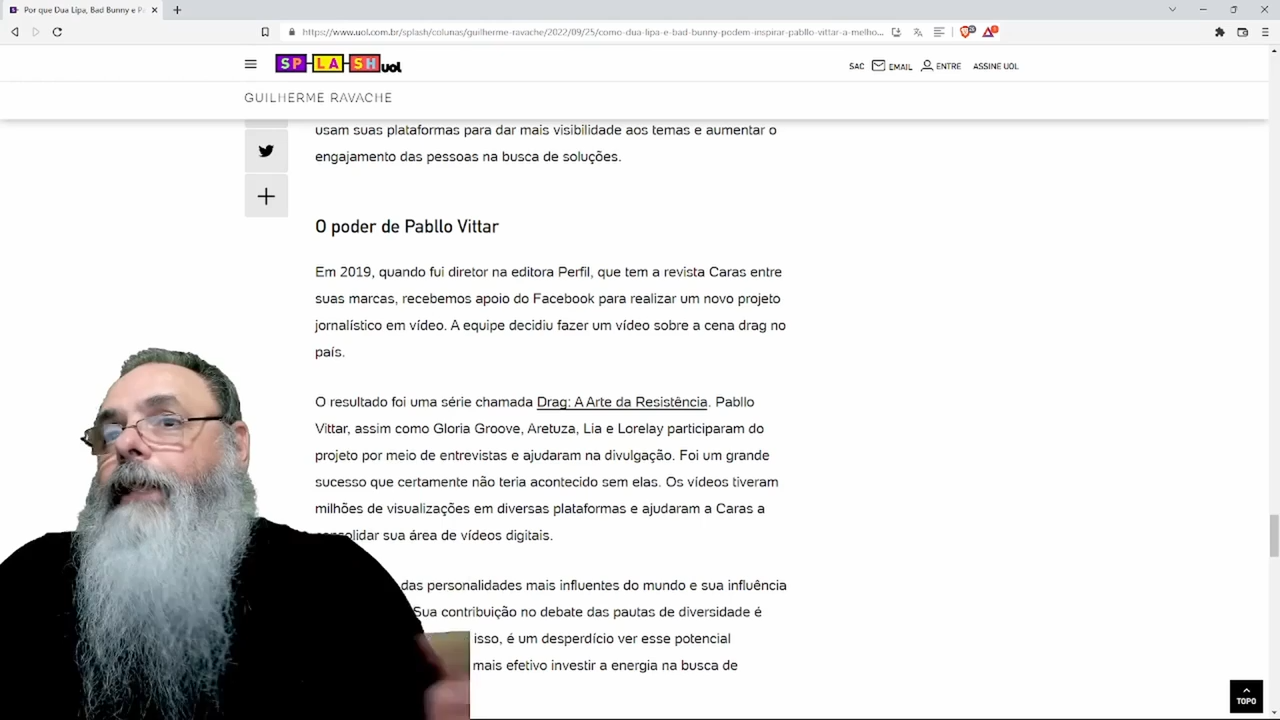 Por que Dua Lipa, Bad Bunny e P
https://www.uol.com.br/splash/colunas/guilherme-ravache/2022/09/25/como-dua-lipa-e-bad-bunny-podem-inspirar-pabllo-vittar-a-melho...
SPLASH uol
SAC EMAIL ENTRE ASSINE UOL
GUILHERME RAVACHE
usam suas plataformas para dar mais visibilidade aos temas e aumentar o
engajamento das pessoas na busca de soluções.
O poder de Pabllo Vittar
Em 2019, quando fui diretor na editora Perfil, que tem a revista Caras entre
suas marcas, recebemos apoio do Facebook para realizar um novo projeto
jornalístico em vídeo. A equipe decidiu fazer um vídeo sobre a cena drag no
país.
O resultado foi uma série chamada Drag: A Arte da Resistência. Pabllo
Vittar, assim como Gloria Groove, Aretuza, Lia e Lorelay participaram do
projeto por meio de entrevistas e ajudaram na divulgação. Foi um grande
sucesso que certamente não teria acontecido sem elas. Os vídeos tiveram
milhões de visualizações em diversas plataformas e ajudaram a Caras a
consolidar sua área de vídeos digitais.
das personalidades mais influentes do mundo e sua influência
Sua contribuição no debate das pautas de diversidade é
isso, é um desperdício ver esse potencial
mais efetivo investir a energia na busca de
TOPO